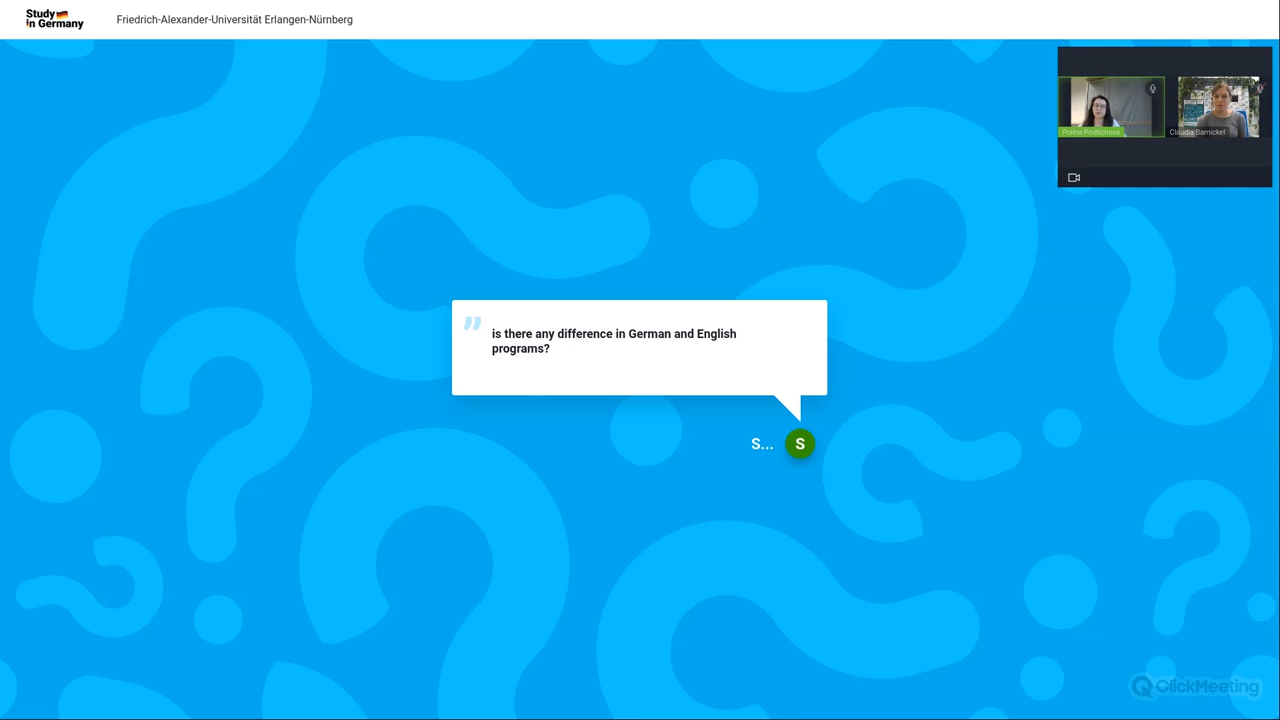 Study
in Germany
Friedrich-Alexander-Universität Erlangen-Nürnberg
Polina Podtichova
Claudia Barnickel
is there any difference in German and English
programs?
S...
S
ClickMeeting